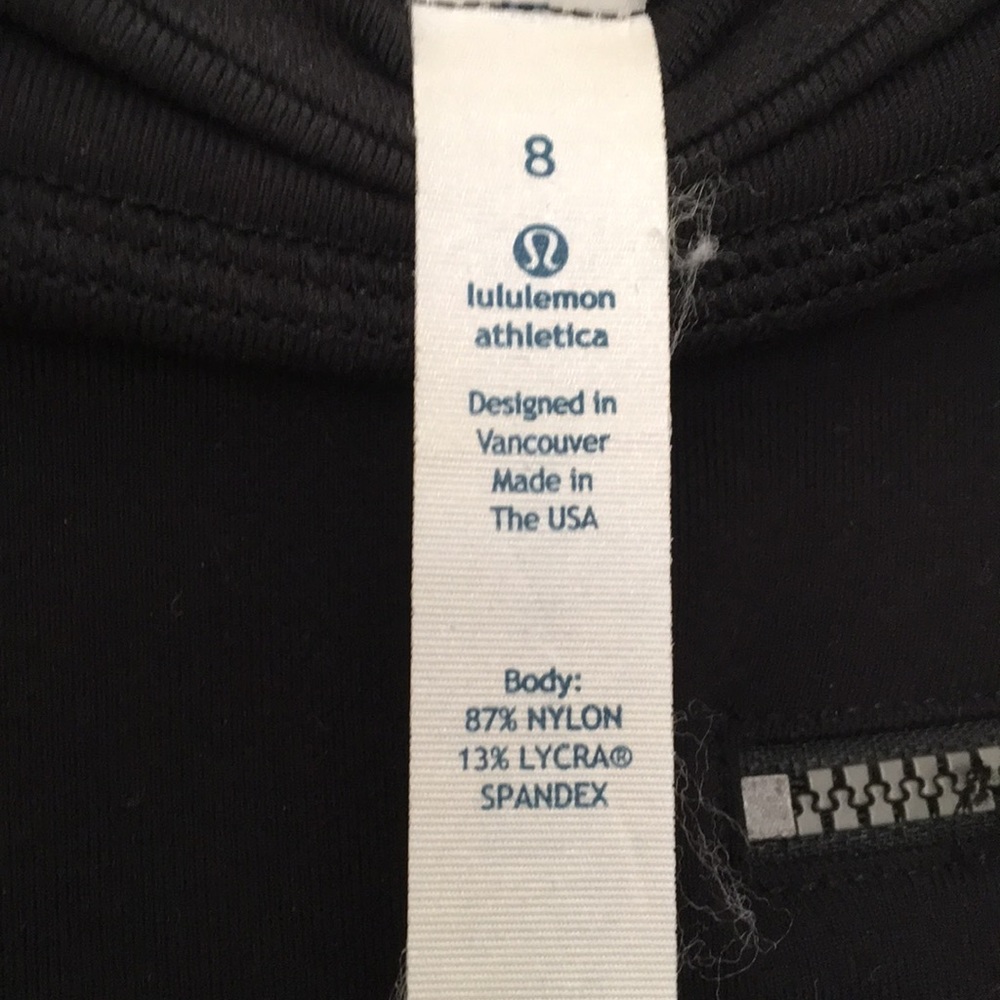 8
lululemon
athletica
Designed in
Vancouver
Made in
The USA
Body:
87% NYLON
13% LYCRA®
SPANDEX